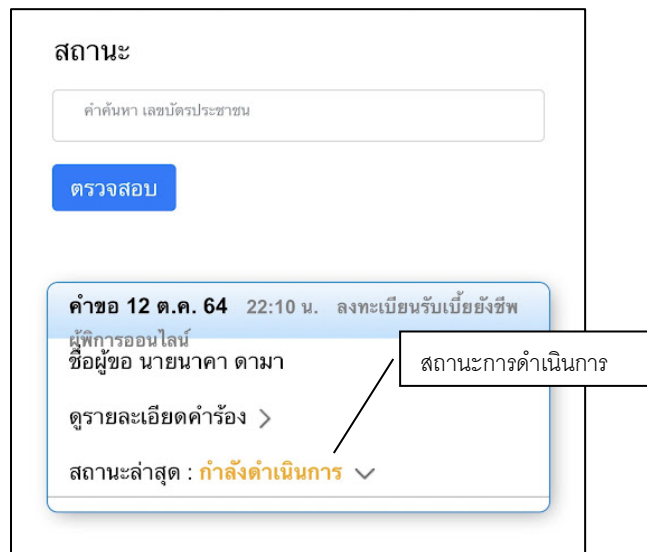 สถานะ
คำค้นหา เลขบัตรประชาชน
ตรวจสอบ
คำขอ 12 ต.ค. 64 22:10 น. ลงทะเบียนรับเบี้ยยังชีพ
ผู้พิการออนไลน์
ชื่อผู้ขอ นายนาคา ดามา
สถานะการดำเนินการ
ดูรายละเอียดคำร้อง >
สถานะล่าสุด : กำลังดำเนินการ